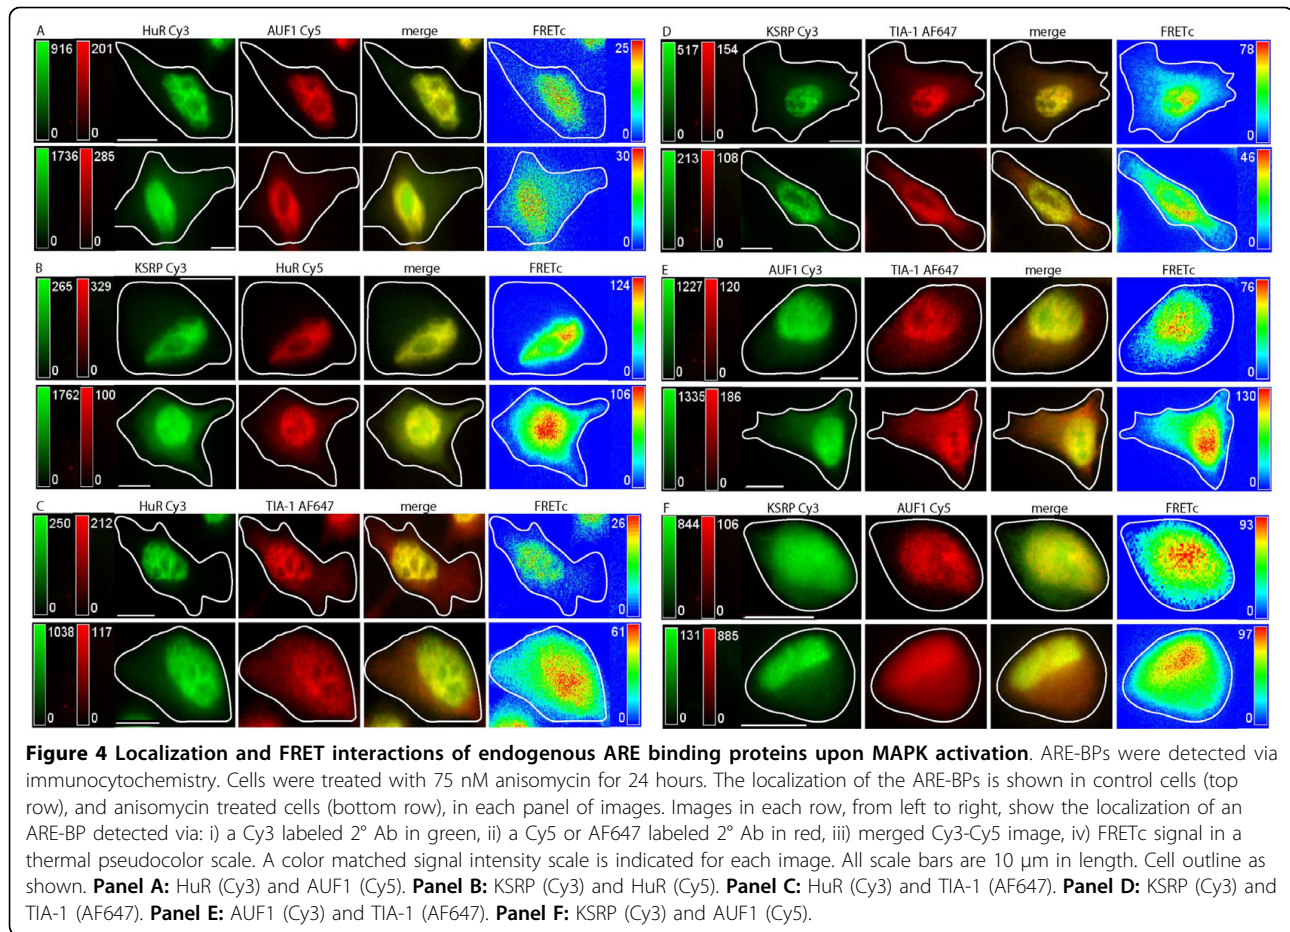 A HuR Cy3 AUF1 Cy5 merge FRETc
916 201 25
0 0 0
1736 285 30
0 0 0
B KSRP Cy3 HuR Cy5 merge FRETc
265 329 124
0 0 0
1762 100 106
0 0 0
C HuR Cy3 TIA-1 AF647 merge FRETc
250 212 26
0 0 0
1038 117 61
0 0 0
D KSRP Cy3 TIA-1 AF647 merge FRETc
517 154 78
0 0 0
213 108 46
0 0 0
E AUF1 Cy3 TIA-1 AF647 merge FRETc
1227 120 76
0 0 0
1335 186 130
0 0 0
F KSRP Cy3 AUF1 Cy5 merge FRETc
844 106 93
0 0 0
131 885 97
0 0 0
Figure 4 Localization and FRET interactions of endogenous ARE binding proteins upon MAPK activation. ARE-BPs were detected via
immunocytochemistry. Cells were treated with 75 nM anisomycin for 24 hours. The localization of the ARE-BPs is shown in control cells (top
row), and anisomycin treated cells (bottom row), in each panel of images. Images in each row, from left to right, show the localization of an
ARE-BP detected via: i) a Cy3 labeled 2° Ab in green, ii) a Cy5 or AF647 labeled 2° Ab in red, iii) merged Cy3-Cy5 image, iv) FRETc signal in a
thermal pseudocolor scale. A color matched signal intensity scale is indicated for each image. All scale bars are 10 μm in length. Cell outline as
shown. Panel A: HuR (Cy3) and AUF1 (Cy5). Panel B: KSRP (Cy3) and HuR (Cy5). Panel C: HuR (Cy3) and TIA-1 (AF647). Panel D: KSRP (Cy3) and
TIA-1 (AF647). Panel E: AUF1 (Cy3) and TIA-1 (AF647). Panel F: KSRP (Cy3) and AUF1 (Cy5).